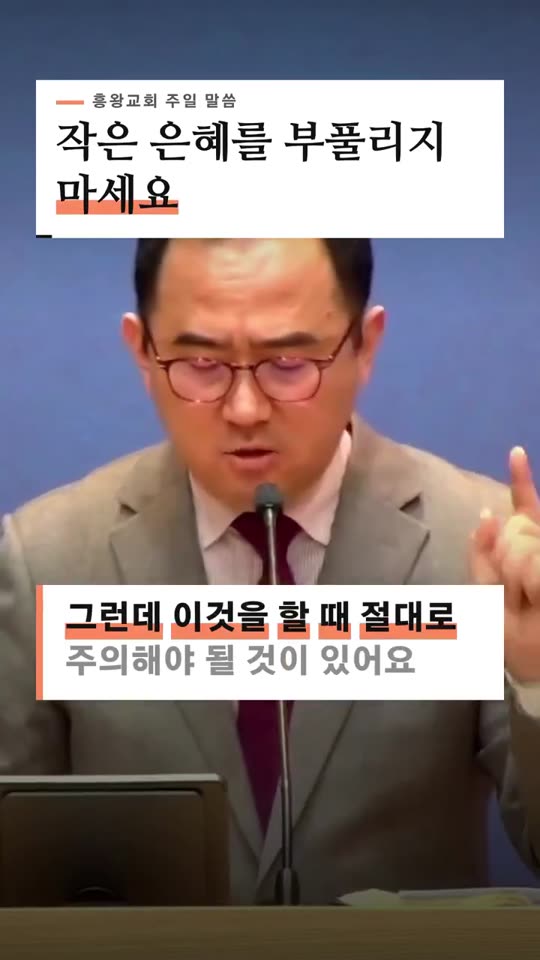 흥왕교회 주일 말씀
작은 은혜를 부풀리지
마세요
그런데 이것을 할 때 절대로
주의해야 될 것이 있어요